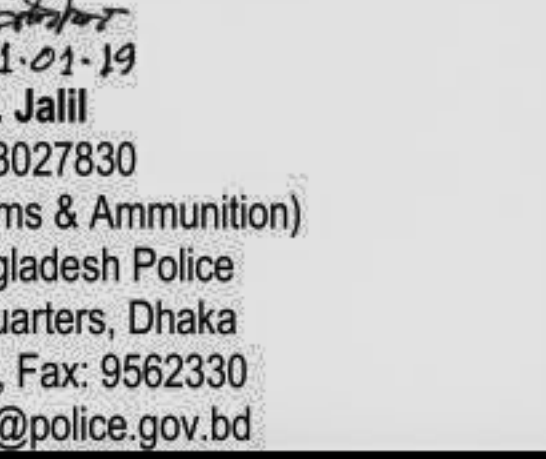 1.01.19
. Jalil
3027830
ms & Ammunition)
gladesh Police
uarters, Dhaka
, Fax: 9562330
@police.gov.bd